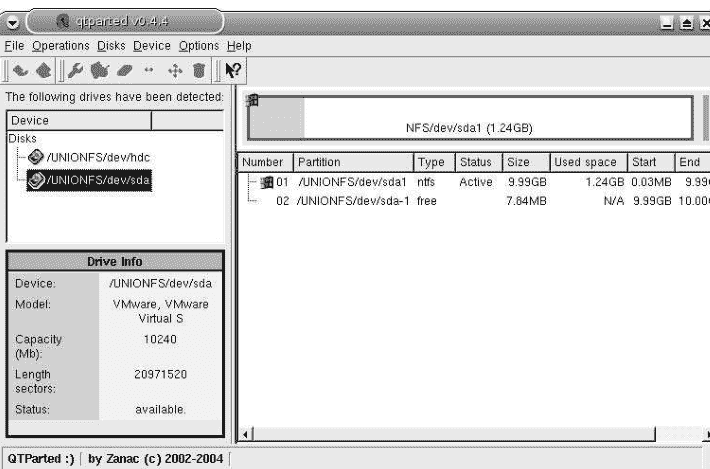 qtparted v0.4.4
File Operations Disks Device Options Help
The following drives have been detected:
Device
Disks
/UNIONFS/dev/hdc
/UNIONFS/dev/sda
Drive Info
Device: /UNIONFS/dev/sda
Model: VMware, VMware
Virtual S
Capacity 10240
(Mb):
Length 20971520
sectors:
Status: available.
NFS/dev/sda1 (1.24GB)
Number Partition Type Status Size Used space Start End
01 /UNIONFS/dev/sda1 ntfs Active 9.99GB 1.24GB 0.03MB 9.99
02 /UNIONFS/dev/sda-1 free 7.84MB N/A 9.99GB 10.00
QTParted :) by Zanac (c) 2002-2004